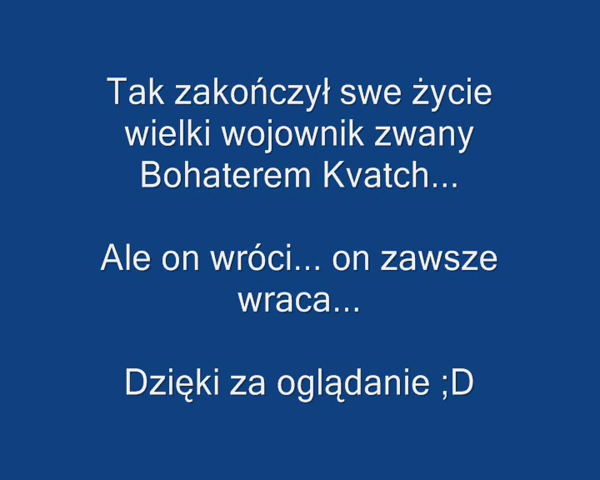 Tak zakończył swe życie
wielki wojownik zwany
Bohaterem Kvatch...
Ale on wróci... on zawsze
wraca...
Dzięki za oglądanie ;D